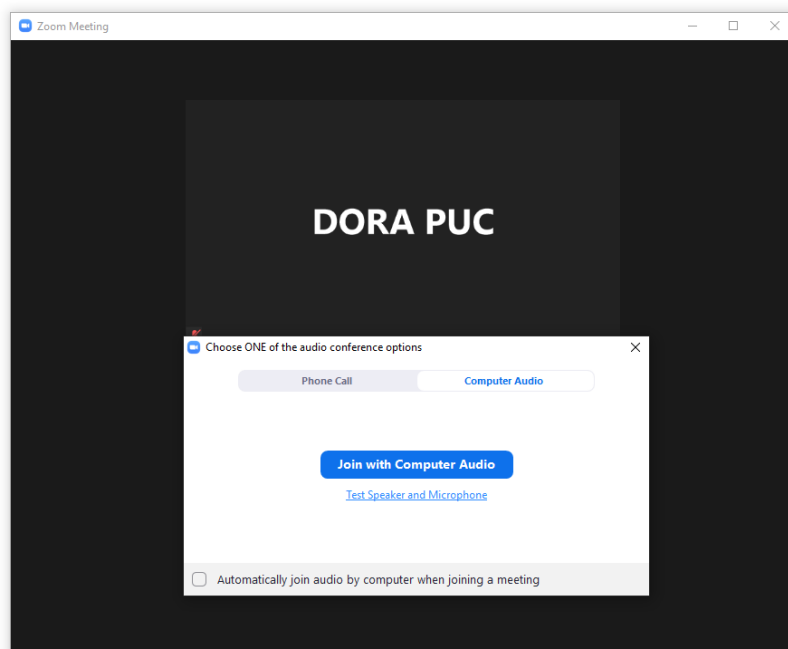 Zoom Meeting
DORA PUC
Choose ONE of the audio conference options
Phone Call
Computer Audio
Join with Computer Audio
Test Speaker and Microphone
Automatically join audio by computer when joining a meeting